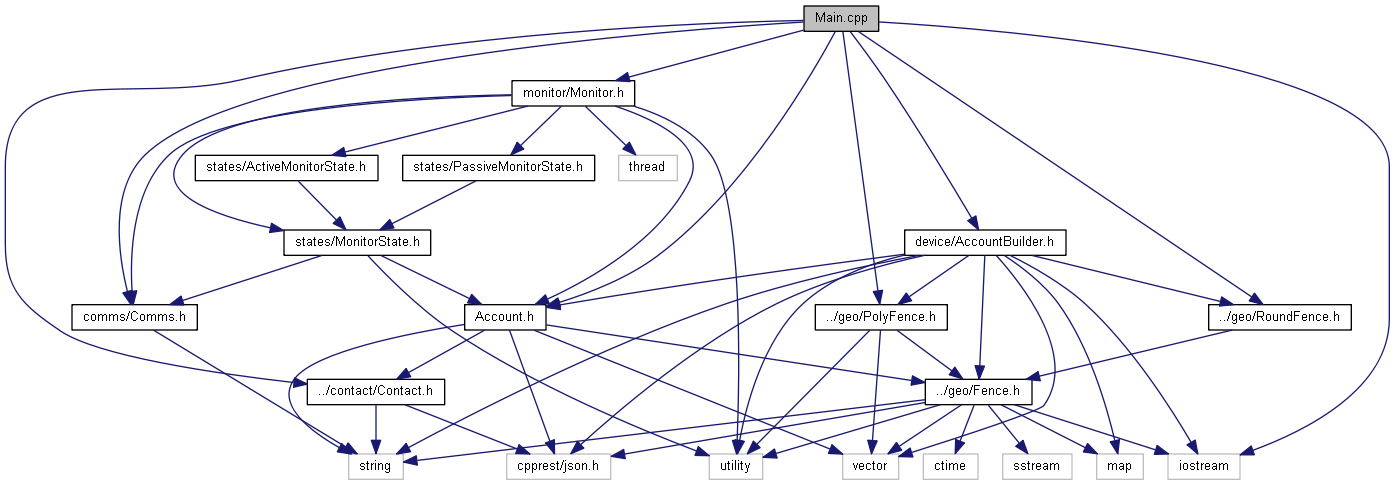 Main.cpp
monitor/Monitor.h
states/ActiveMonitorState.h
states/PassiveMonitorState.h
thread
states/MonitorState.h
device/AccountBuilder.h
comms/Comms.h
Account.h
../geo/PolyFence.h
../geo/RoundFence.h
../contact/Contact.h
../geo/Fence.h
string
cpprest/json.h
utility
vector
ctime
sstream
map
iostream